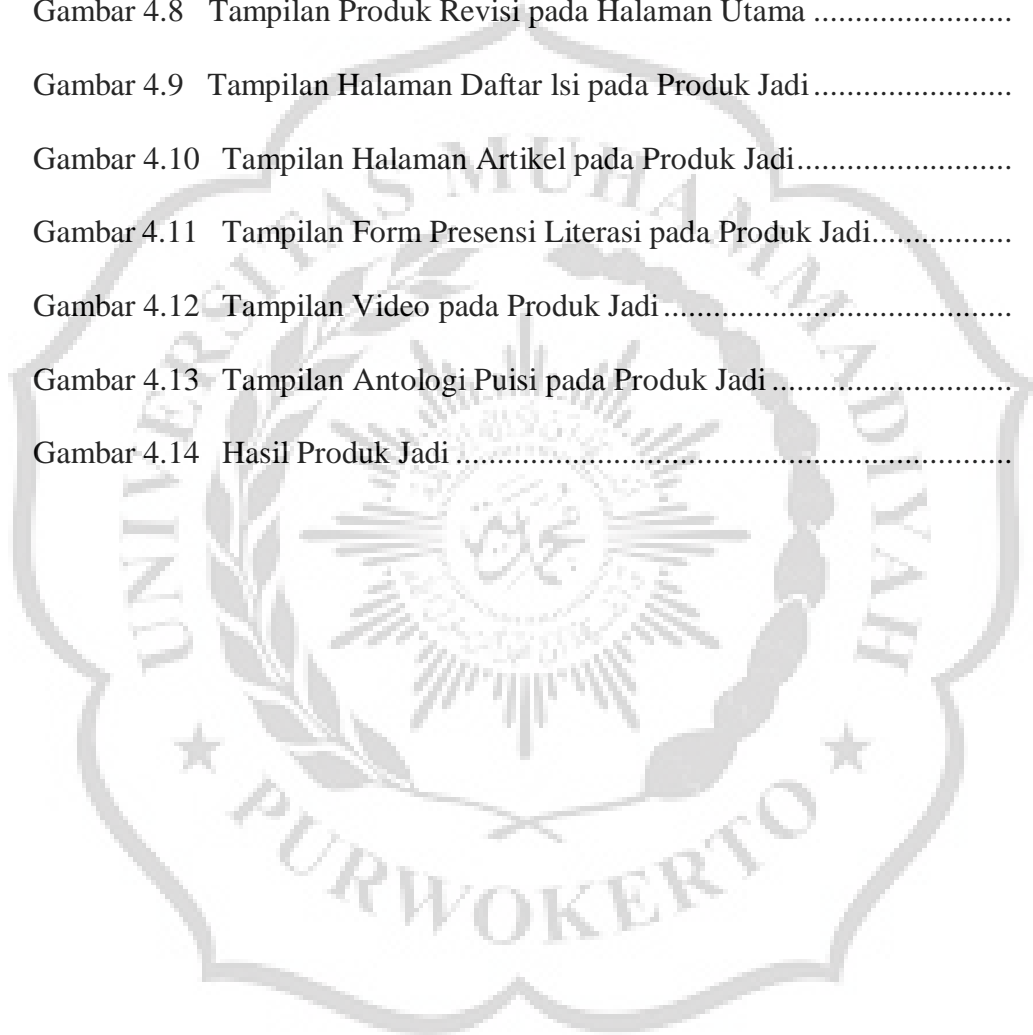 Gambar 4.8 Tampilan Produk Revisi pada Halaman Utama ........................
Gambar 4.9 Tampilan Halaman Daftar lsi pada Produk Jadi ........................
Gambar 4.10 Tampilan Halaman Artikel pada Produk Jadi ..........................
Gambar 4.11 Tampilan Form Presensi Literasi pada Produk Jadi .................
Gambar 4.12 Tampilan Video pada Produk Jadi ..........................................
Gambar 4.13 Tampilan Antologi Puisi pada Produk Jadi .............................
Gambar 4.14 Hasil Produk Jadi ...................................................................
UNIVERSITAS MUHAMMADIYAH
PURWOKERTO